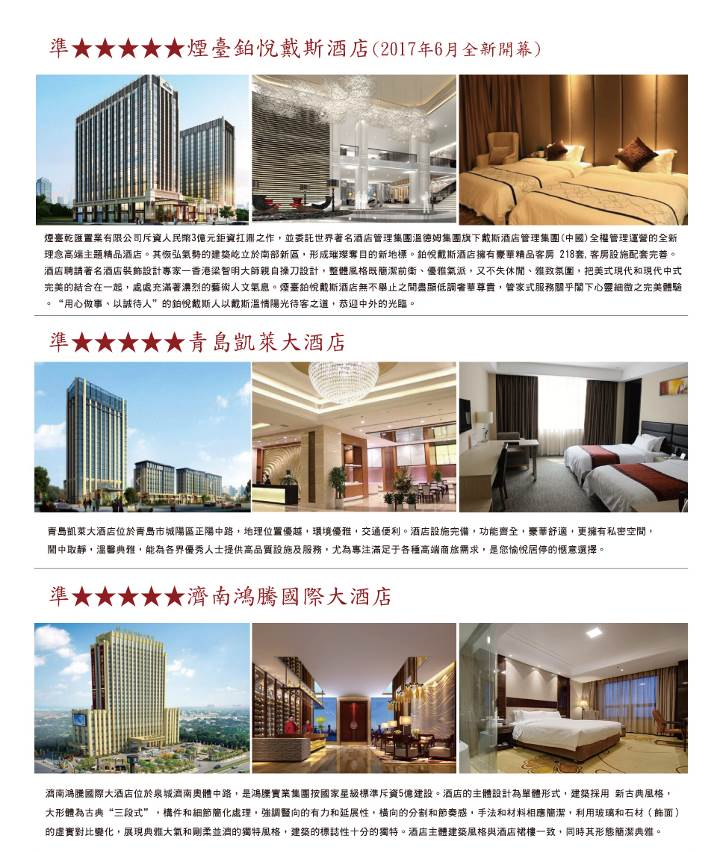 準★★★★★煙臺鉑悅戴斯酒店(2017年6月全新開幕)
煙臺乾匯置業有限公司斥資人民幣3億元鉅資扛鼎之作，並委託世界著名酒店管理集團溫德姆集團旗下戴斯酒店管理集團(中國)全權管理運營的全新
理念高端主題精品酒店。其恢弘氣勢的建築屹立於南部新區，形成璀璨奪目的新地標。鉑悅戴斯酒店擁有豪華精品客房 218套, 客房設施配套完善。
酒店聘請著名酒店裝飾設計專家一香港梁智明大師親自操刀設計，整體風格既簡潔前衛、優雅氣派，又不失休閒、雅致氛圍，把美式現代和現代中式
完美的結合在一起，處處充滿著濃烈的藝術人文氣息。煙臺鉑悅戴斯酒店無不舉止之間盡顯低調奢華尊貴，管家式服務關乎閣下心靈細微之完美體驗
。“用心做事、以誠待人”的鉑悅戴斯人以戴斯溫情陽光待客之道，恭迎中外的光臨。
準★★★★★青島凱萊大酒店
青島凱萊大酒店位於青島市城陽區正陽中路，地理位置優越，環境優雅，交通便利。酒店設施完備，功能齊全，豪華舒適，更擁有私密空間，
鬧中取靜，溫馨典雅，能為各界優秀人士提供高品質設施及服務，尤為專注滿足于各種高端商旅需求，是您愉悅居停的愜意選擇。
準★★★★★濟南鴻騰國際大酒店
濟南鴻騰國際大酒店位於泉城濟南奧體中路，是鴻騰實業集團按國家星級標準斥資5億建設。酒店的主體設計為單體形式，建築採用 新古典風格，
大形體為古典“三段式”，構件和細節簡化處理，強調豎向的有力和延展性，橫向的分割和節奏感，手法和材料相應簡潔，利用玻璃和石材（飾面）
的虛實對比變化，展現典雅大氣和剛柔並濟的獨特風格，建築的標誌性十分的獨特。酒店主體建築風格與酒店裙樓一致，同時其形態簡潔典雅。